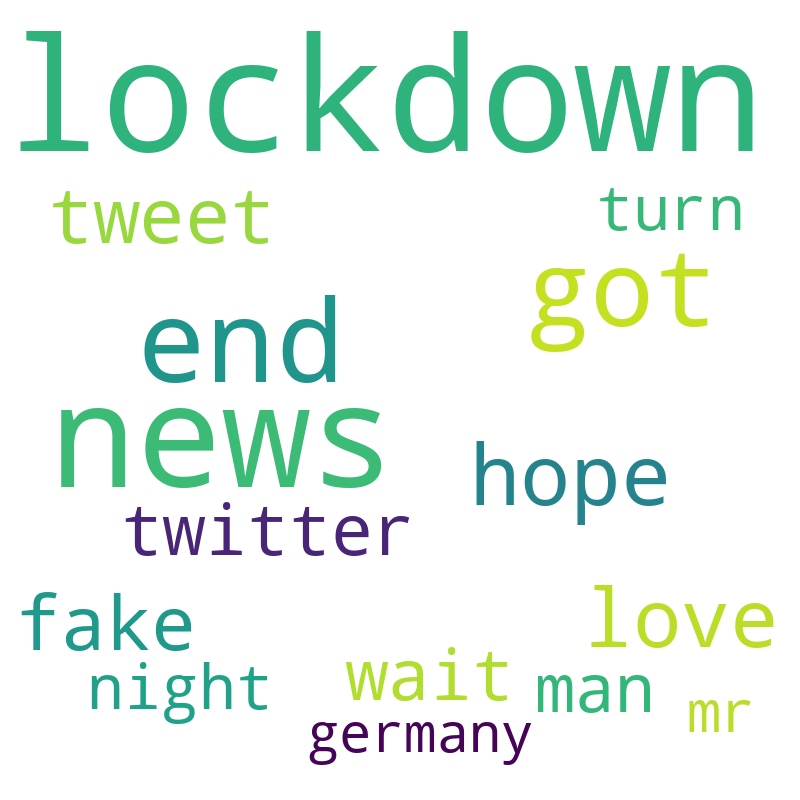 lockdown
tweet turn
got
end
news
hope
twitter
fake love
night wait man mr
germany